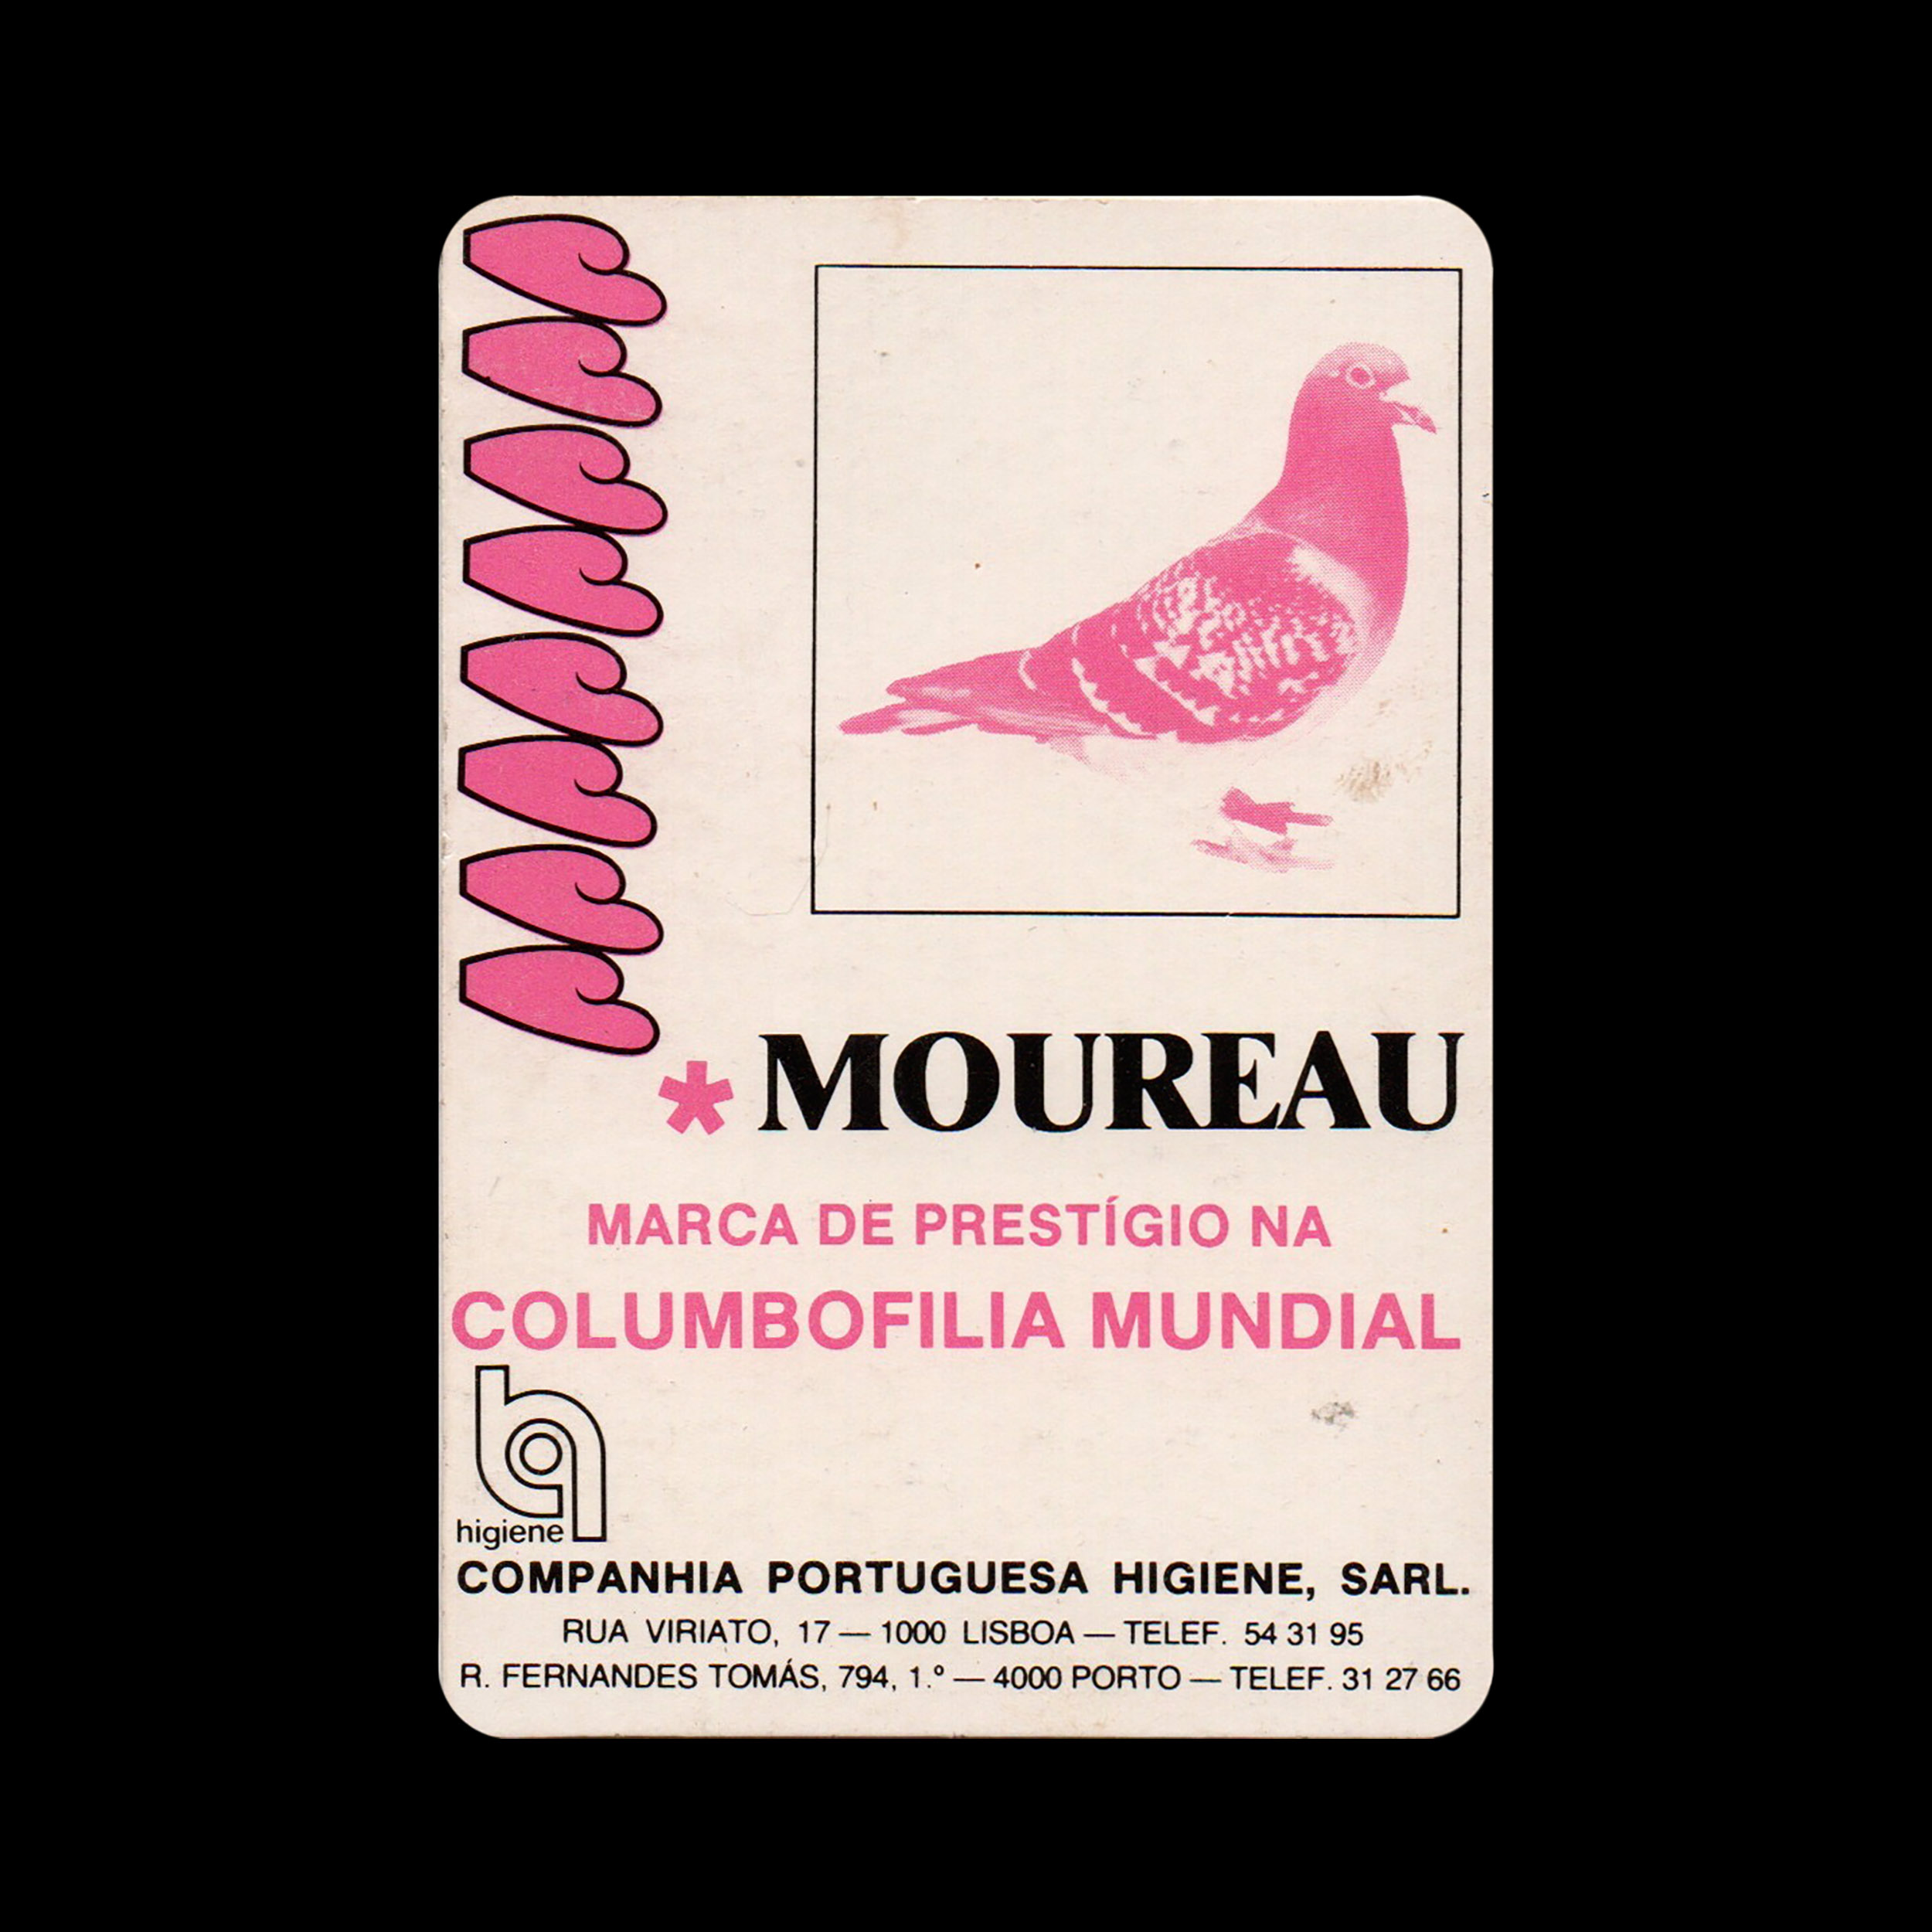 * MOUREAU
MARCA DE PRESTÍGIO NA
COLUMBOFILIA MUNDIAL
higiene
COMPANHIA PORTUGUESA HIGIENE, SARL.
RUA VIRIATO, 17 — 1000 LISBOA — TELEF. 54 31 95
R. FERNANDES TOMÁS, 794, 1.º — 4000 PORTO — TELEF. 31 27 66